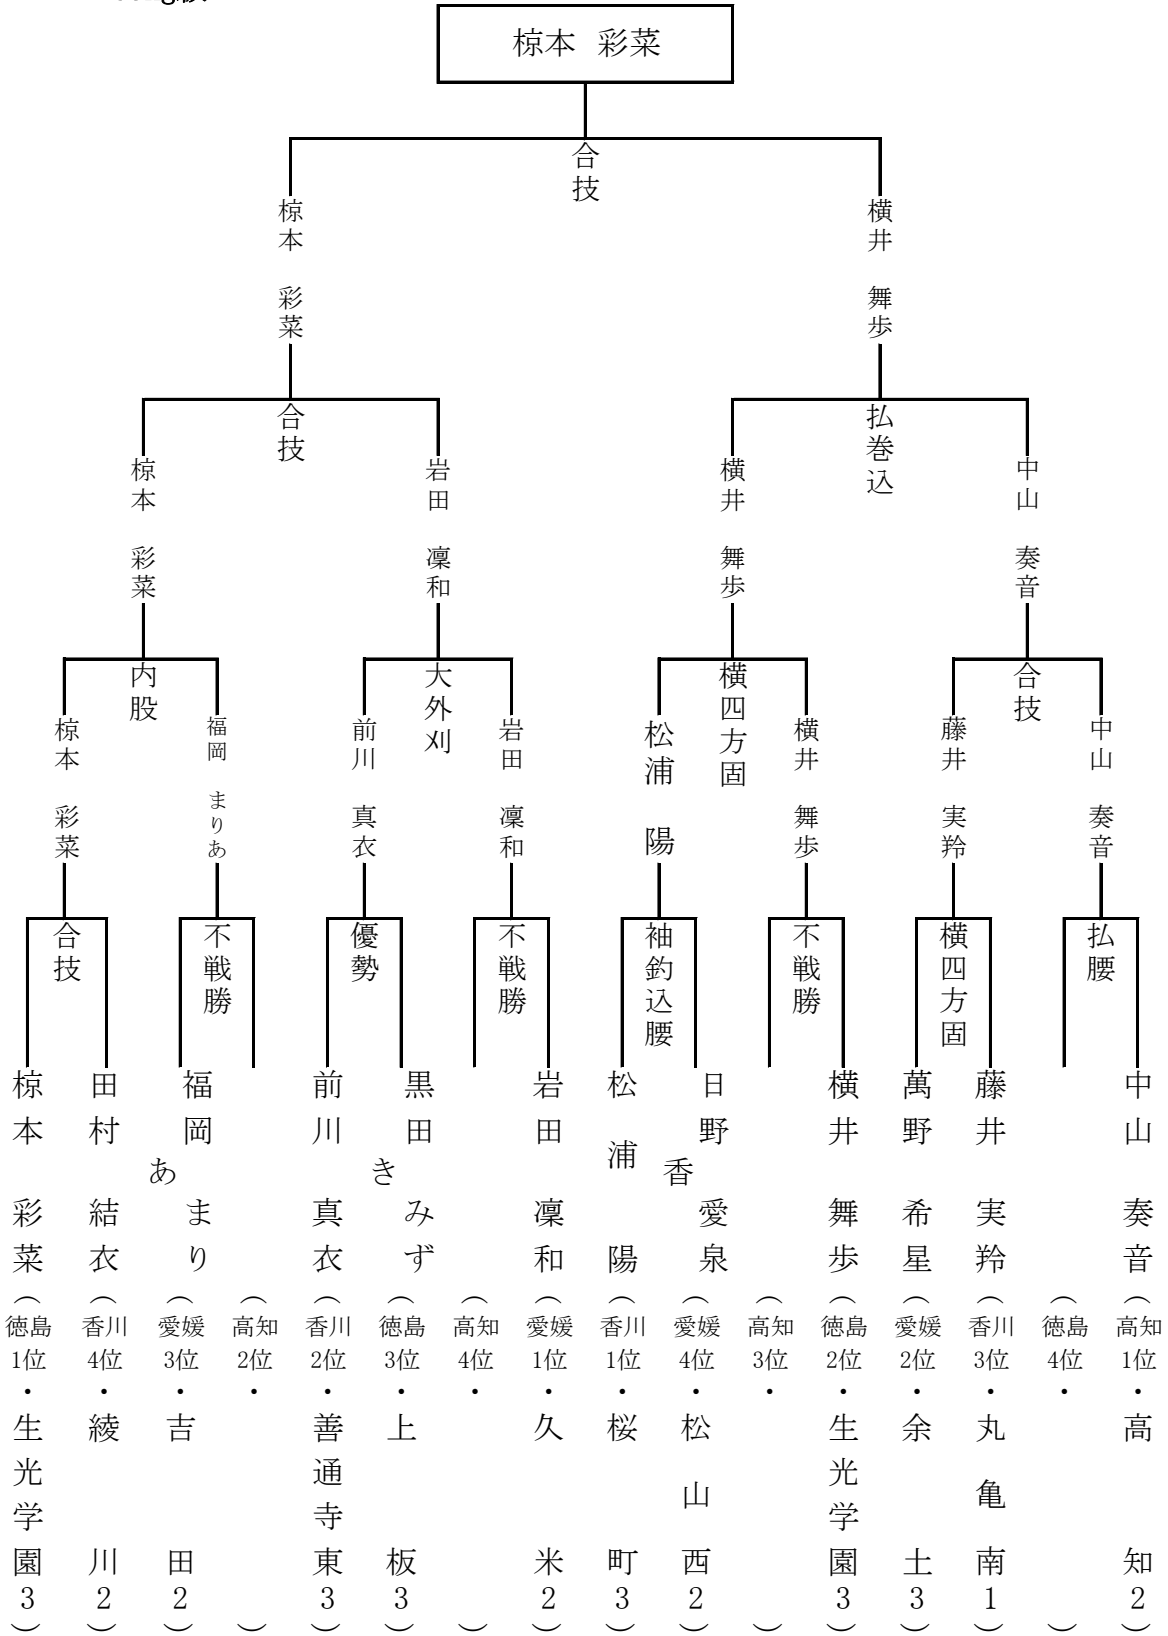 椋本 彩菜
合技
椋本 彩菜
横井 舞歩
合技
払巻込
椋本 彩菜
岩田 凜和
横井 舞歩
中山 奏音
内股
大外刈
横四方固
合技
椋本 彩菜
福岡 まりあ
前川 真衣
岩田 凜和
松浦 陽
横井 舞歩
藤井 実羚
中山 奏音
合技
不戦勝
優勢
不戦勝
袖釣込腰
不戦勝
横四方固
払腰
椋本 彩菜(徳島1位・生光学園3)
田村 結衣(香川4位・綾川2)
福岡 まりあ(愛媛3位・吉田2)
(高知2位・)
前川 真衣(香川2位・善通寺東3)
黒田 みずき(徳島3位・上板3)
(高知4位・)
岩田 凜和(愛媛1位・久米2)
松浦 陽(香川1位・桜町3)
日野 愛泉香(愛媛4位・松山西2)
(高知3位・)
横井 舞歩(徳島2位・生光学園3)
萬野 希星(愛媛2位・余土3)
藤井 実羚(香川3位・丸亀南1)
(徳島4位・)
中山 奏音(高知1位・高知2)